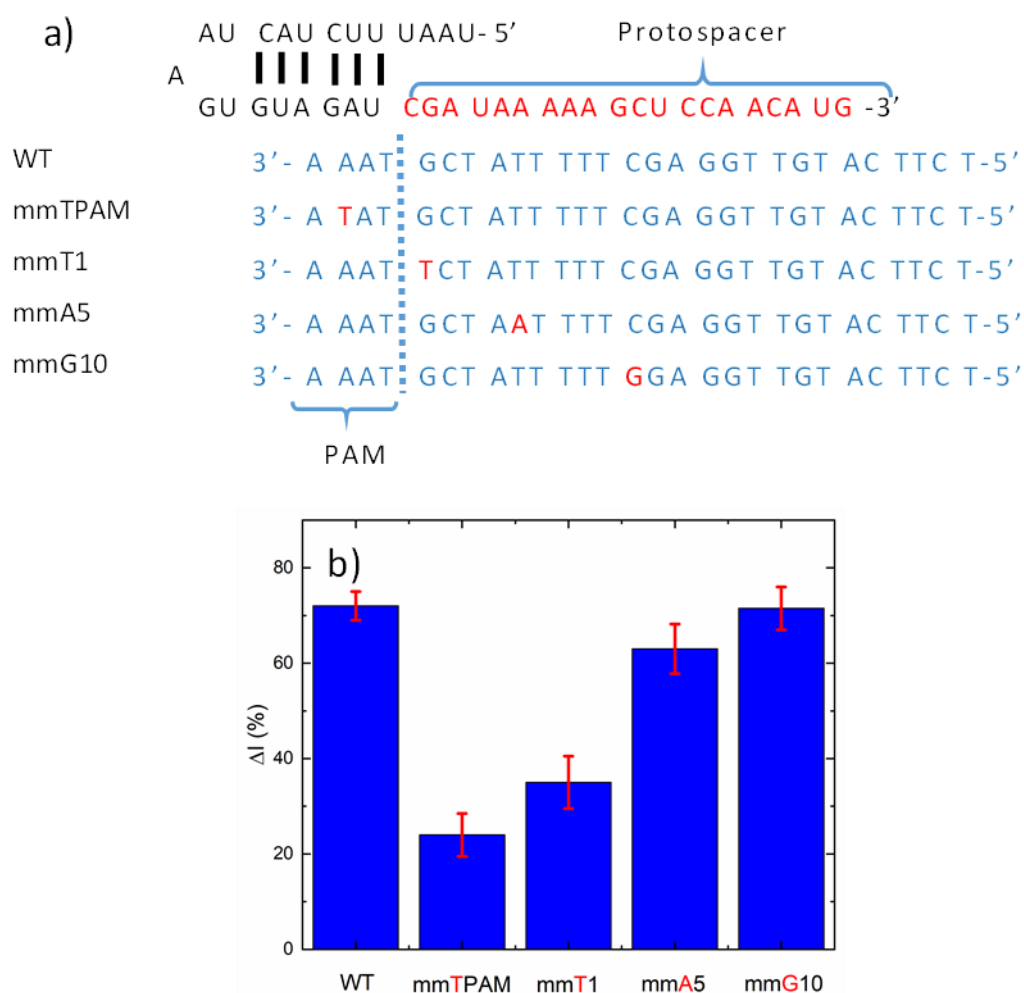 a)
AU CAU CUU UAAU- 5'
Protospacer
A
GU GUA GAU CGA UAA AAA GCU CCA ACA UG -3'
WT 3'- A AAT GCT ATT TTT CGA GGT TGT AC TTC T-5'
mmTPAM 3'- A TAT GCT ATT TTT CGA GGT TGT AC TTC T-5'
mmT1 3'- A AAT TCT ATT TTT CGA GGT TGT AC TTC T-5'
mmA5 3'- A AAT GCT AAT TTT CGA GGT TGT AC TTC T-5'
mmG10 3'- A AAT GCT ATT TTT GGA GGT TGT AC TTC T-5'
PAM
b)
80
60
40
20
0
ΔI (%)
WT mmTPAM mmT1 mmA5 mmG10